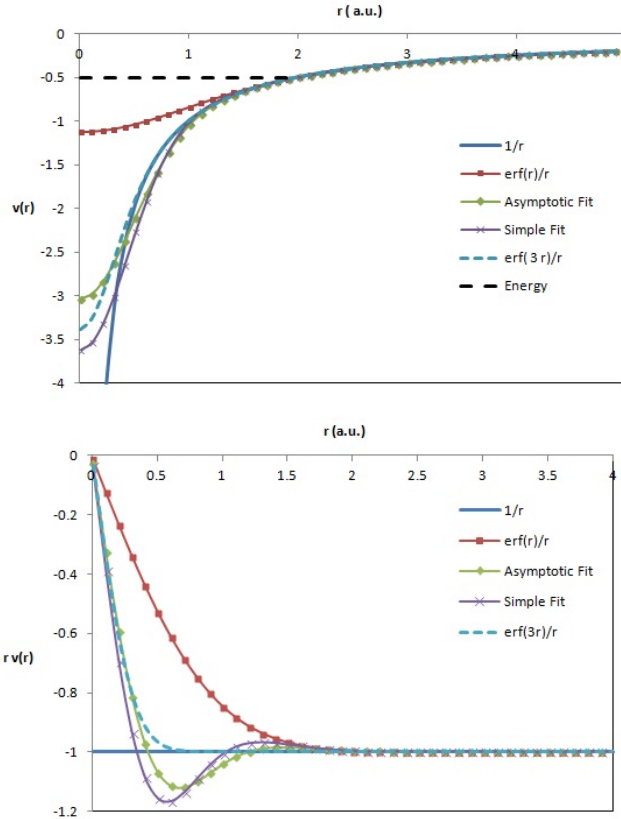 r ( a.u.)
0 1 2 3 4
0
-0.5
-1
-1.5
-2
-2.5
-3
-3.5
-4
v(r)
1/r
erf(r)/r
Asymptotic Fit
Simple Fit
erf( 3 r)/r
Energy
r (a.u.)
0 0.5 1 1.5 2 2.5 3 3.5 4
0
-0.2
-0.4
-0.6
-0.8
-1
-1.2
r v(r)
1/r
erf(r)/r
Asymptotic Fit
Simple Fit
erf(3r)/r